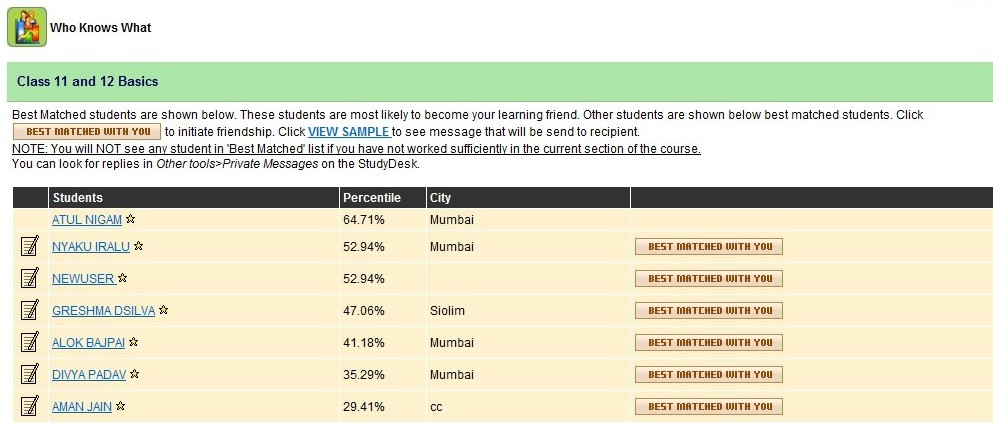 Who Knows What
Class 11 and 12 Basics
Best Matched students are shown below. These students are most likely to become your learning friend. Other students are shown below best matched students. Click
BEST MATCHED WITH YOU to initiate friendship. Click VIEW SAMPLE to see message that will be send to recipient.
NOTE: You will NOT see any student in 'Best Matched' list if you have not worked sufficiently in the current section of the course.
You can look for replies in Other tools>Private Messages on the StudyDesk.
Students Percentile City
ATUL NIGAM 64.71% Mumbai
NYAKU IRALU 52.94% Mumbai BEST MATCHED WITH YOU
NEWUSER 52.94% BEST MATCHED WITH YOU
GRESHMA DSILVA 47.06% Siolim BEST MATCHED WITH YOU
ALOK BAJPAI 41.18% Mumbai BEST MATCHED WITH YOU
DIVYA PADAV 35.29% Mumbai BEST MATCHED WITH YOU
AMAN JAIN 29.41% cc BEST MATCHED WITH YOU